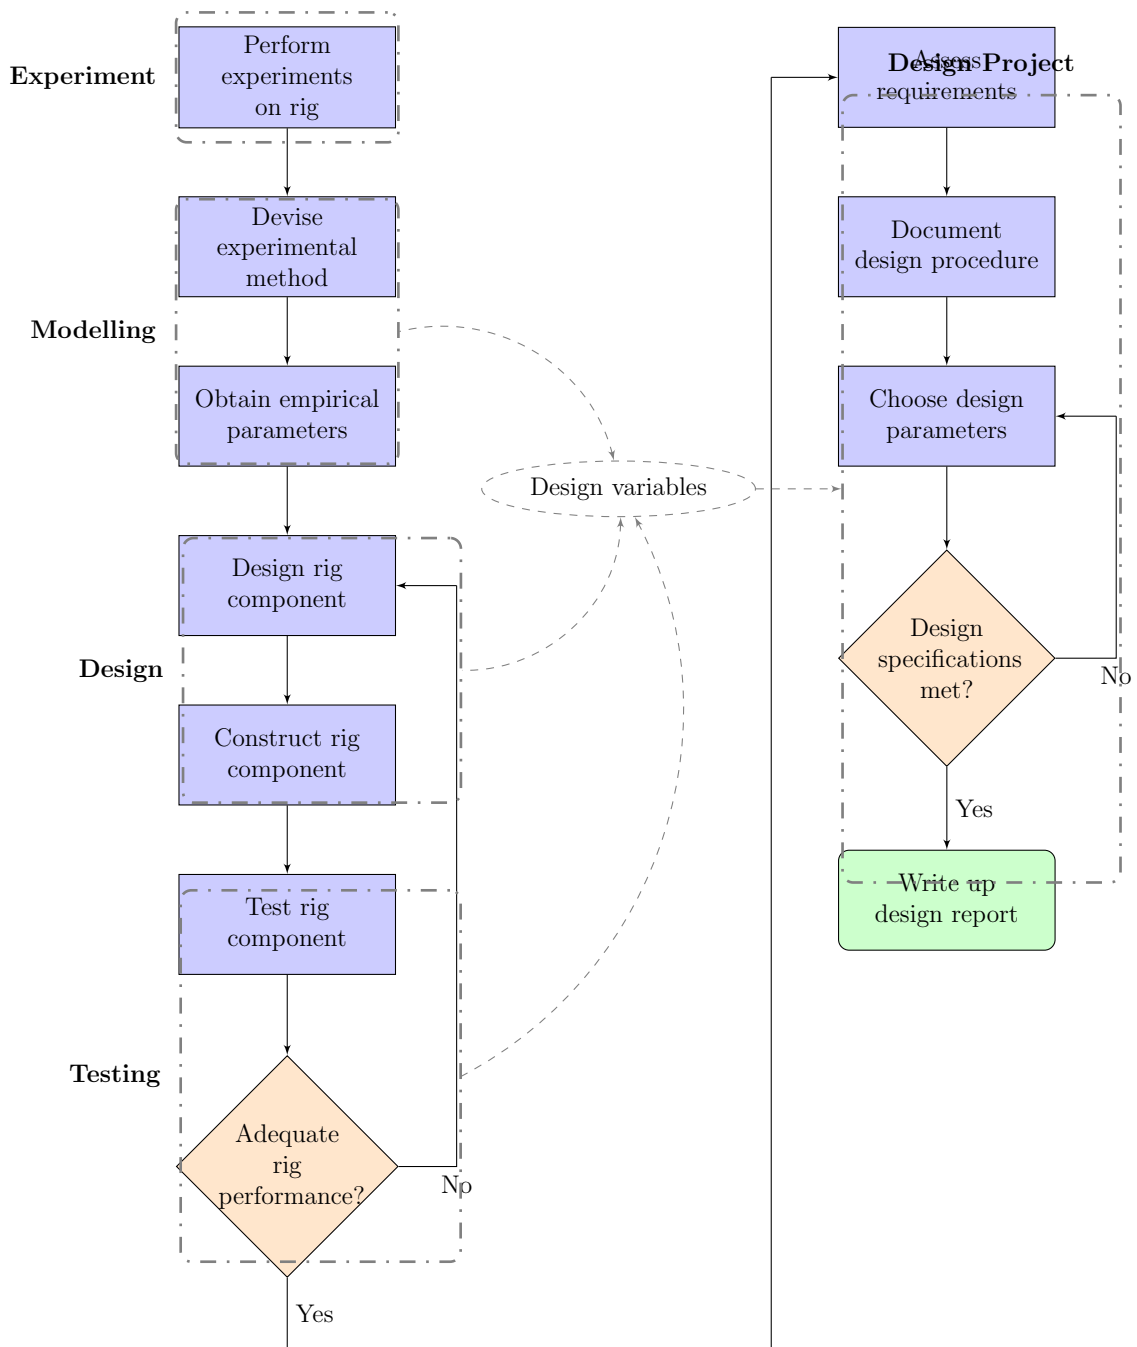 Experiment
Perform
experiments
on rig
Devise
experimental
method
Modelling
Obtain empirical
parameters
Design rig
component
Design
Construct rig
component
Test rig
component
Testing
Adequate
rig
performance?
No
Yes
Design variables
Design Project
Assess
requirements
Document
design procedure
Choose design
parameters
Design
specifications
met?
No
Yes
Write up
design report